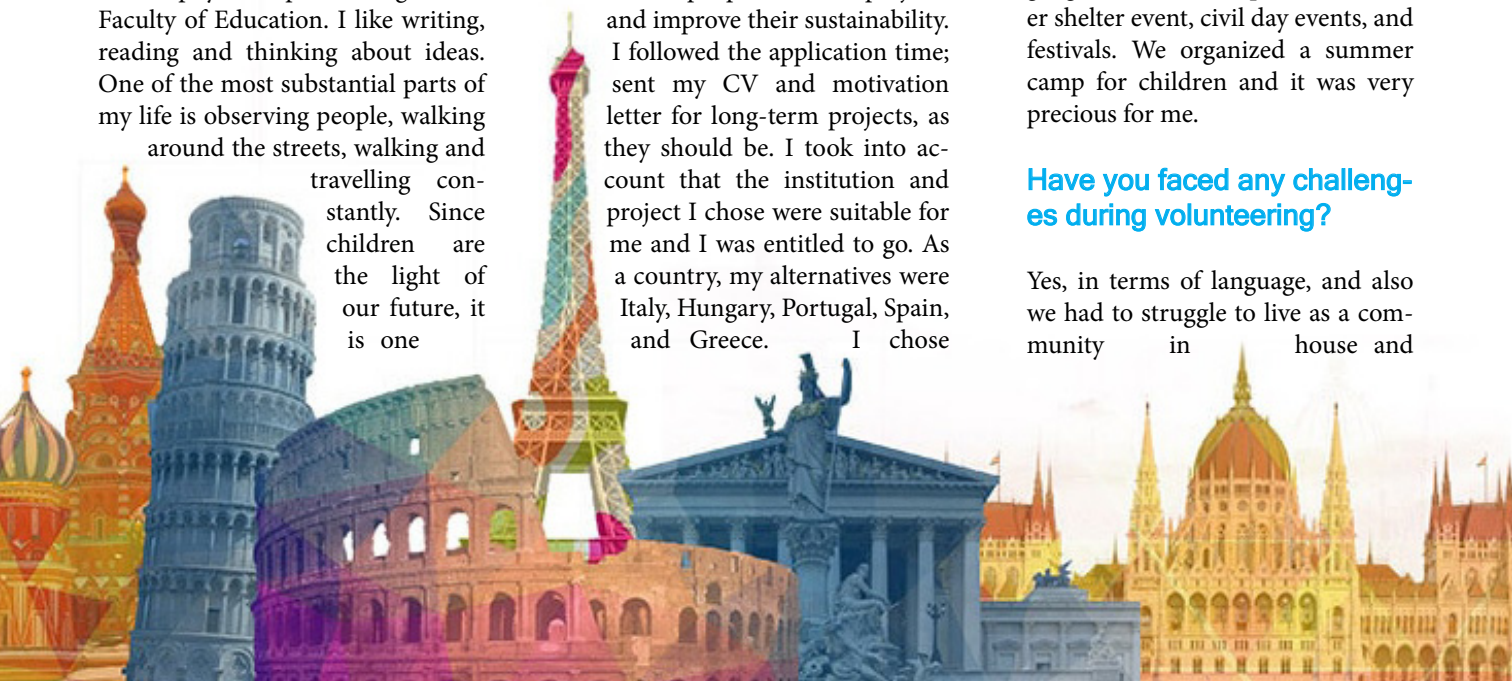 Faculty of Education. I like writing,
reading and thinking about ideas.
One of the most substantial parts of
my life is observing people, walking
around the streets, walking and
travelling con-
stantly. Since
children are
the light of
our future, it
is one
and improve their sustainability.
I followed the application time;
sent my CV and motivation
letter for long-term projects, as
they should be. I took into ac-
count that the institution and
project I chose were suitable for
me and I was entitled to go. As
a country, my alternatives were
Italy, Hungary, Portugal, Spain,
and Greece. I chose
er shelter event, civil day events, and
festivals. We organized a summer
camp for children and it was very
precious for me.
Have you faced any challeng-
es during volunteering?
Yes, in terms of language, and also
we had to struggle to live as a com-
munity in house and